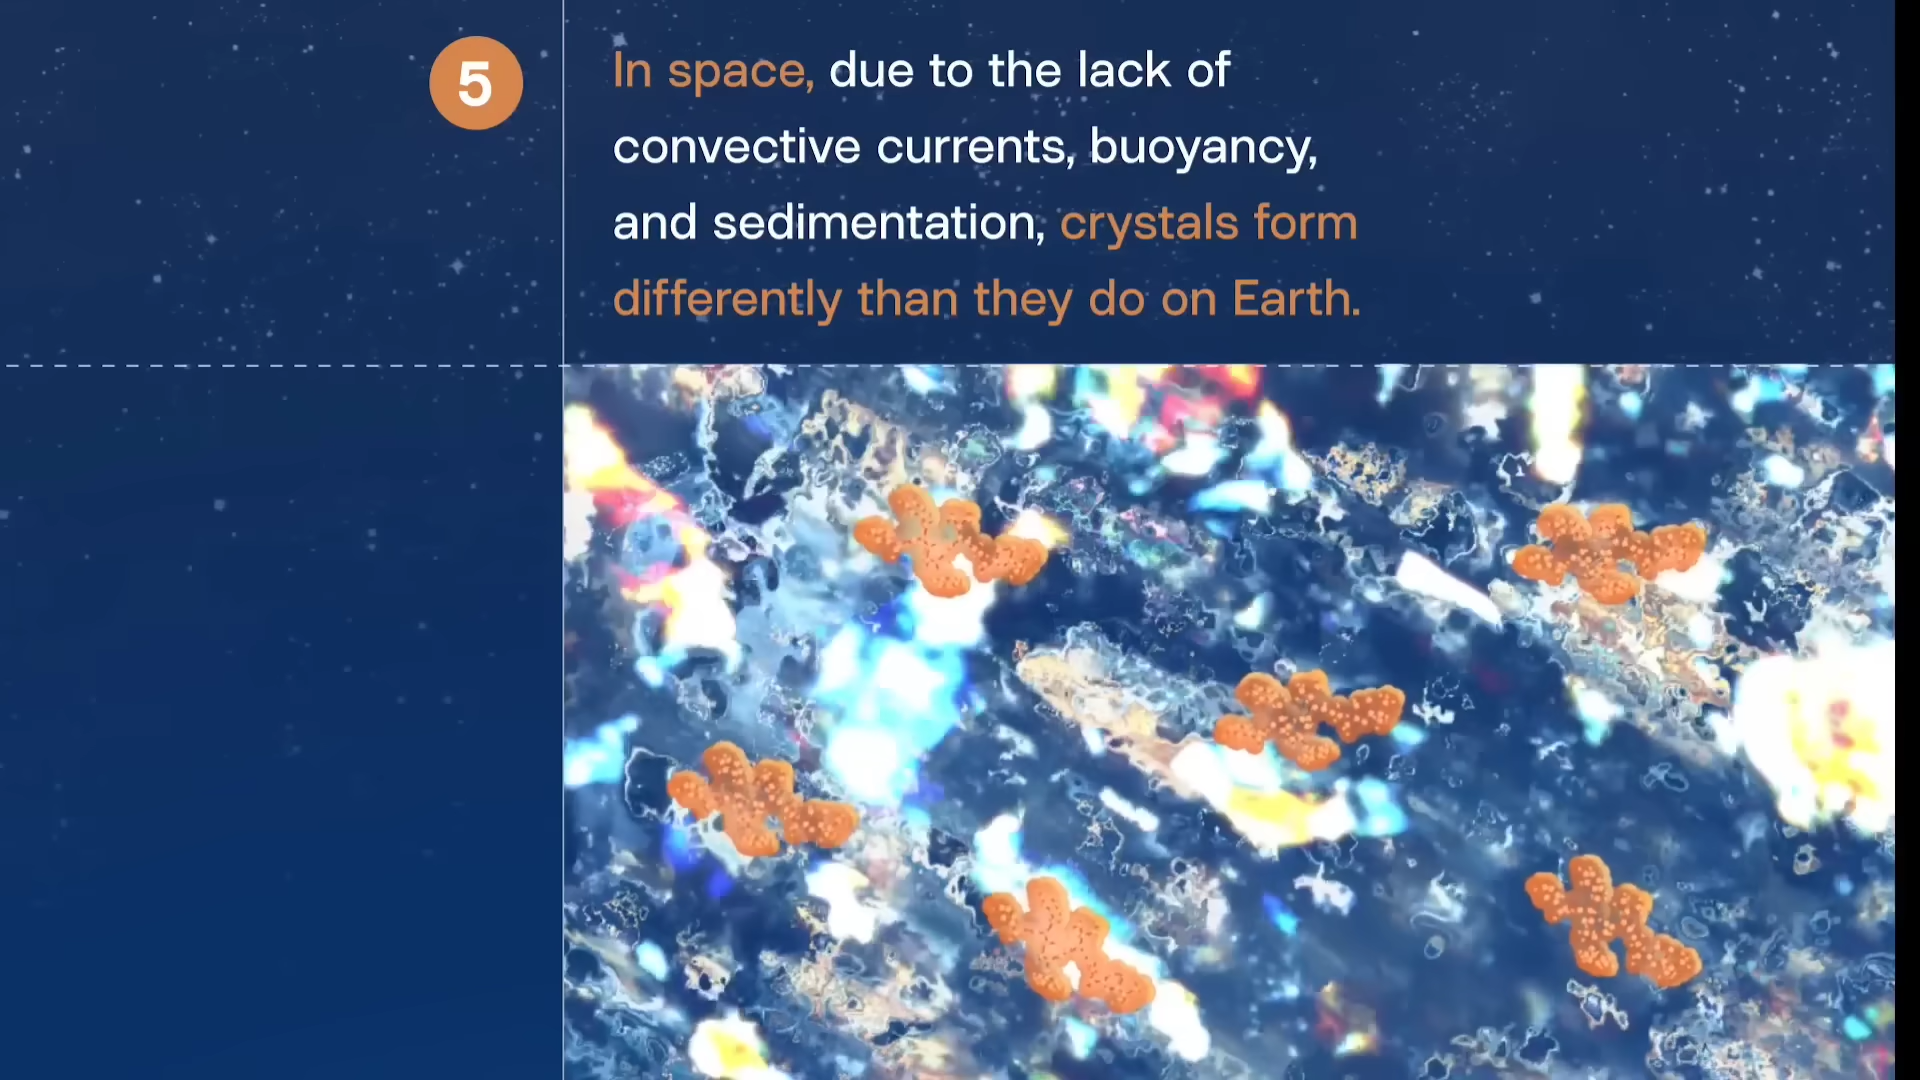 5
In space, due to the lack of
convective currents, buoyancy,
and sedimentation, crystals form
differently than they do on Earth.